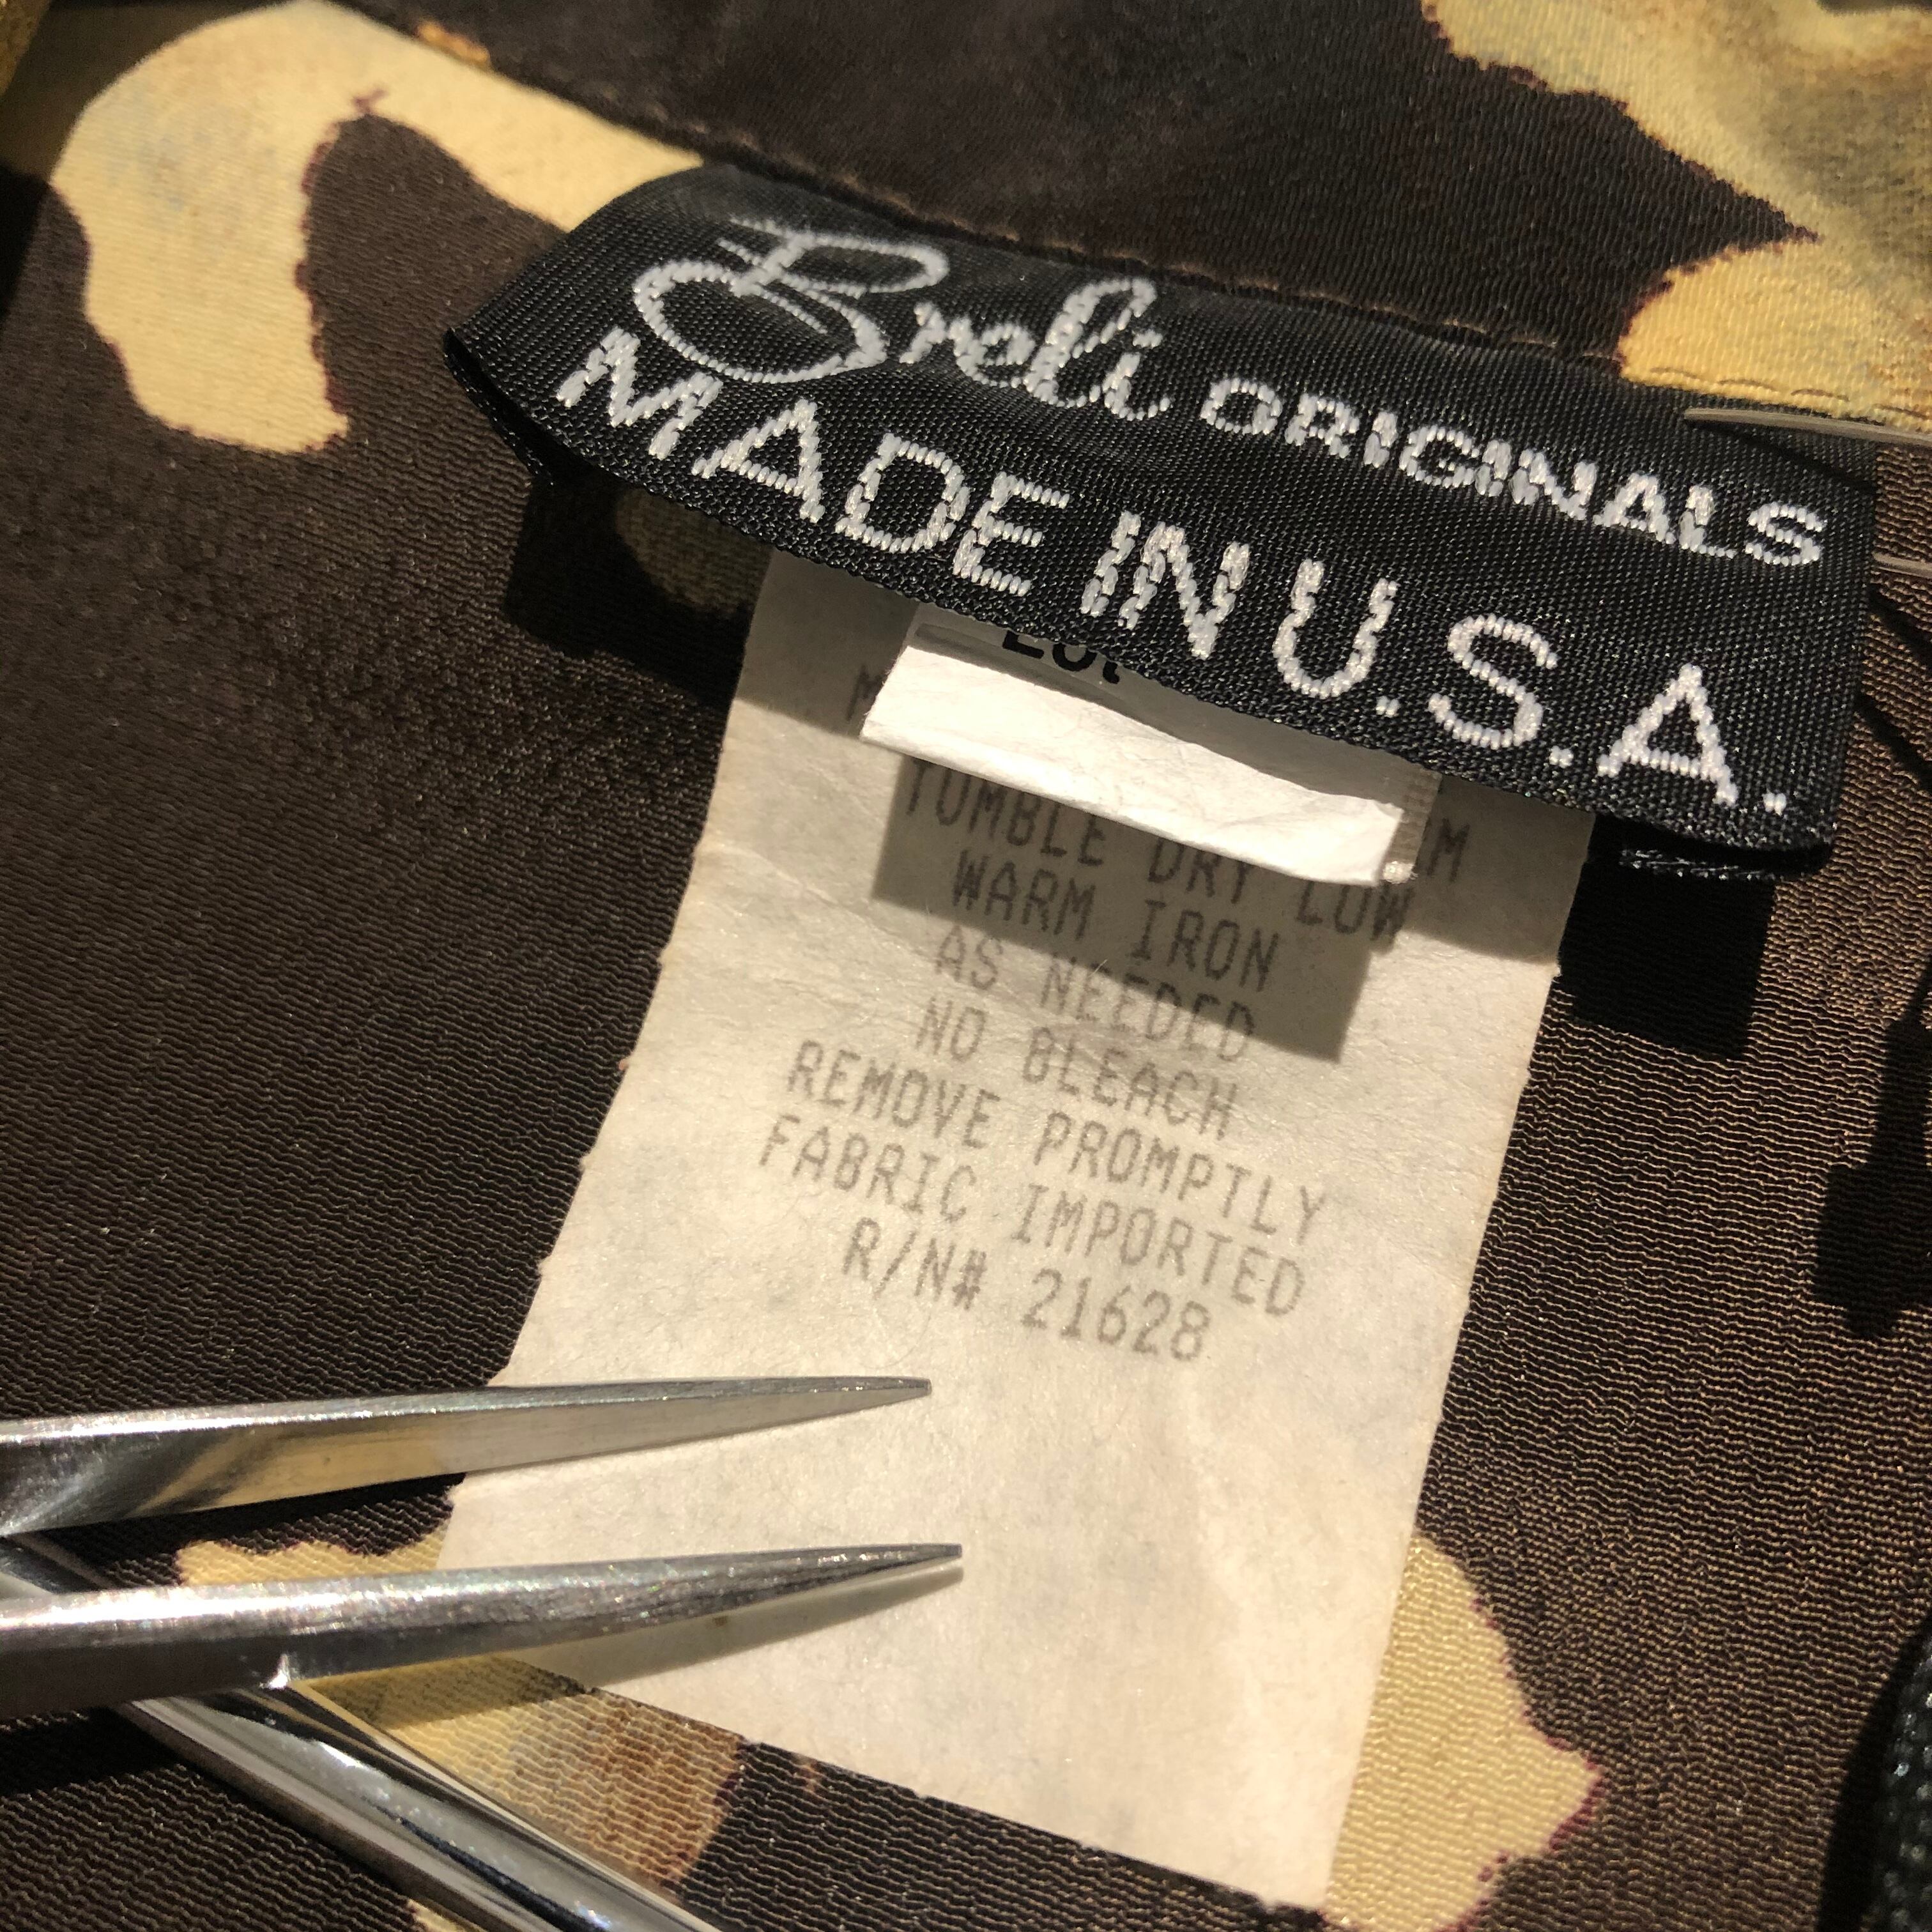 Breli ORIGINALS
MADE IN U.S.A.
TUMBLE DRY LOW
WARM IRON
AS NEEDED
NO BLEACH
REMOVE PROMPTLY
FABRIC IMPORTED
R/N# 21628